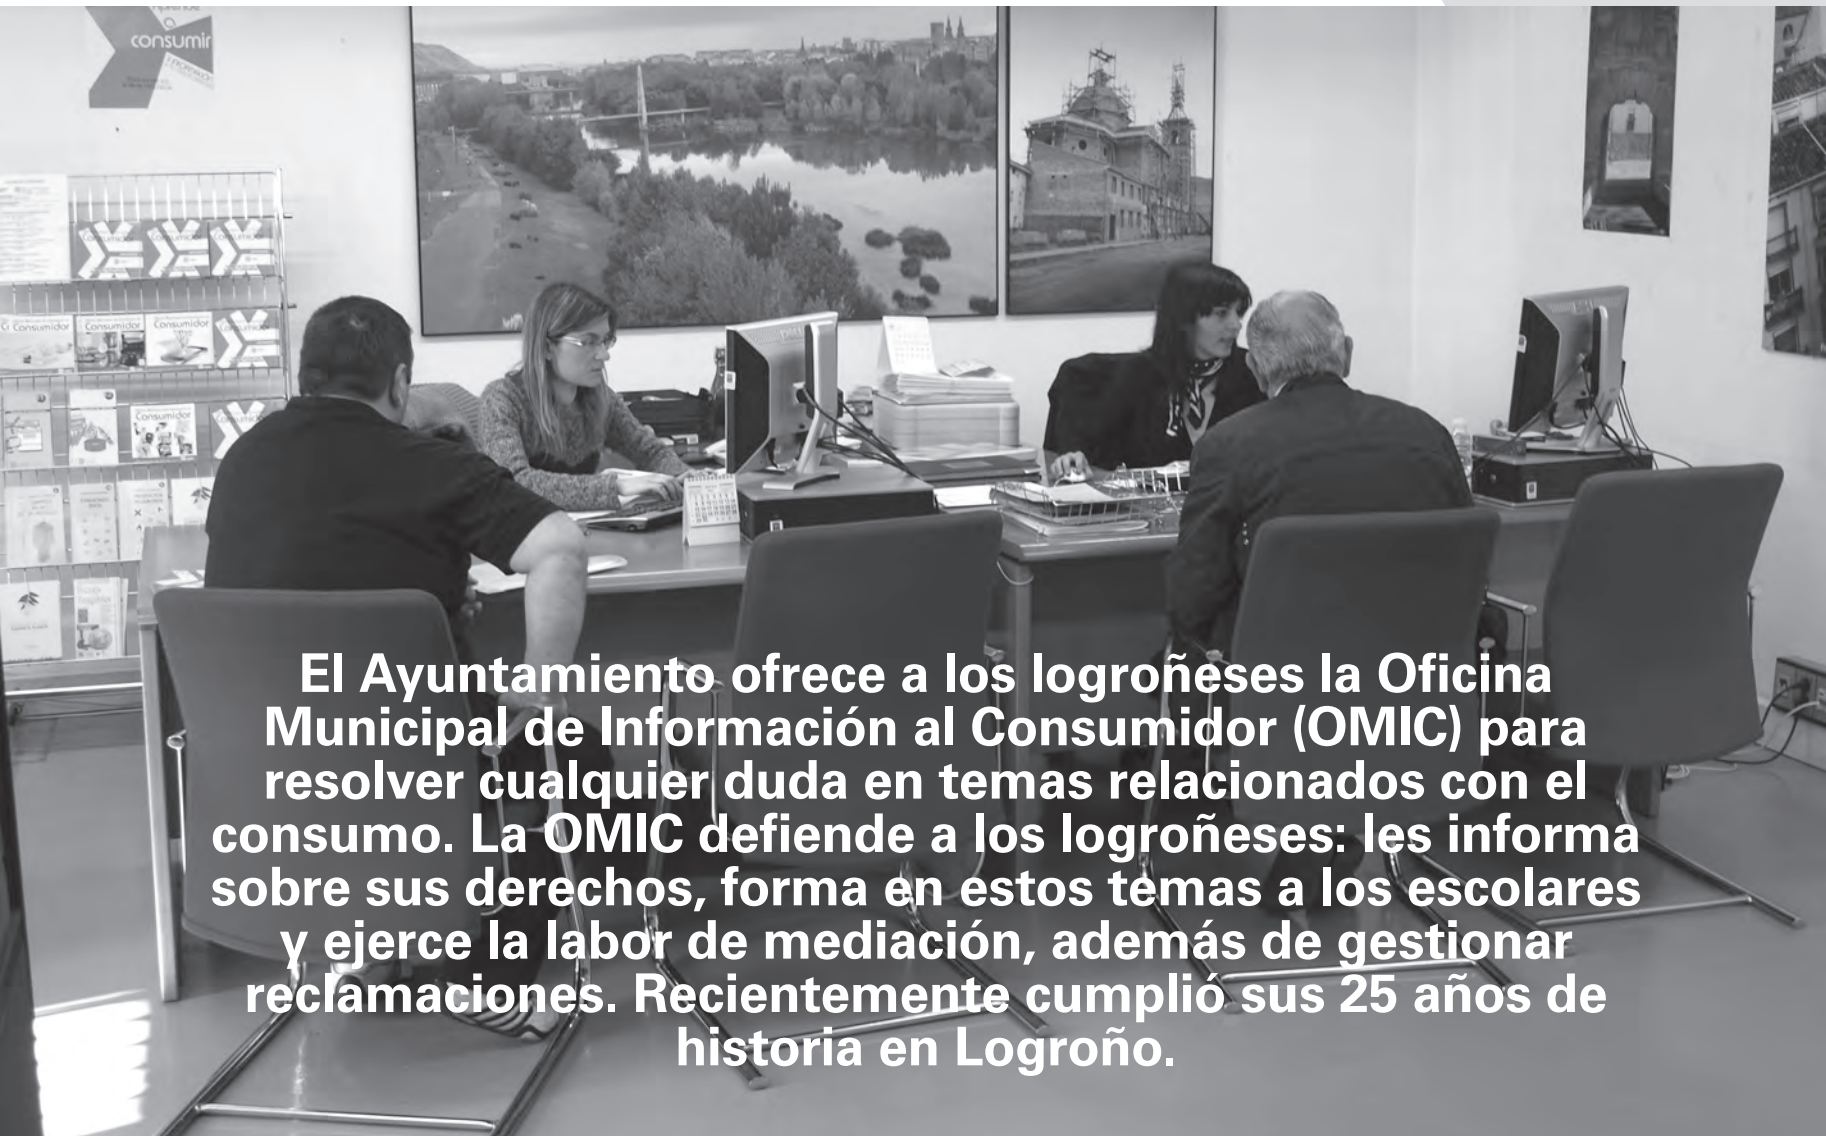 consumir
Consumidor
Consumidor
Consumidor
Consumidor
El Ayuntamiento ofrece a los logroñeses la Oficina
Municipal de Información al Consumidor (OMIC) para
resolver cualquier duda en temas relacionados con el
consumo. La OMIC defiende a los logroñeses: les informa
sobre sus derechos, forma en estos temas a los escolares
y ejerce la labor de mediación, además de gestionar
reclamaciones. Recientemente cumplió sus 25 años de
historia en Logroño.